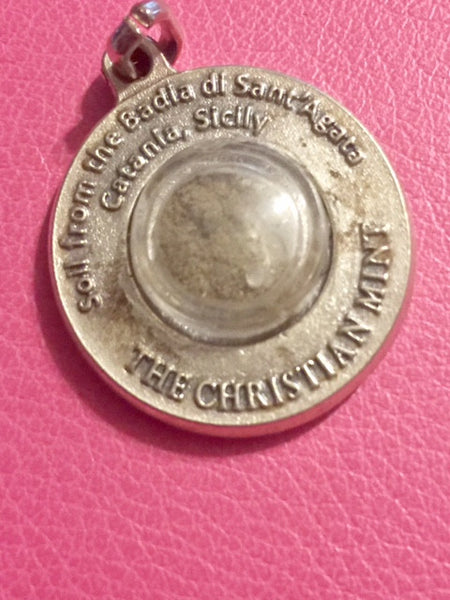 Soil from the Badia di Sant'Agata
Catania, Sicily
THE CHRISTIAN MINT